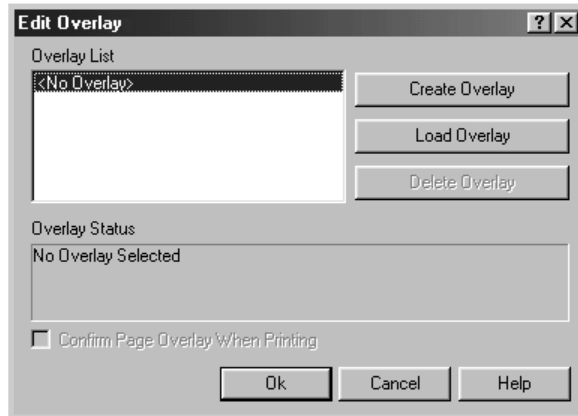 Edit Overlay
Overlay List
<No Overlay>
Create Overlay
Load Overlay
Delete Overlay
Overlay Status
No Overlay Selected
Confirm Page Overlay When Printing
Ok Cancel Help